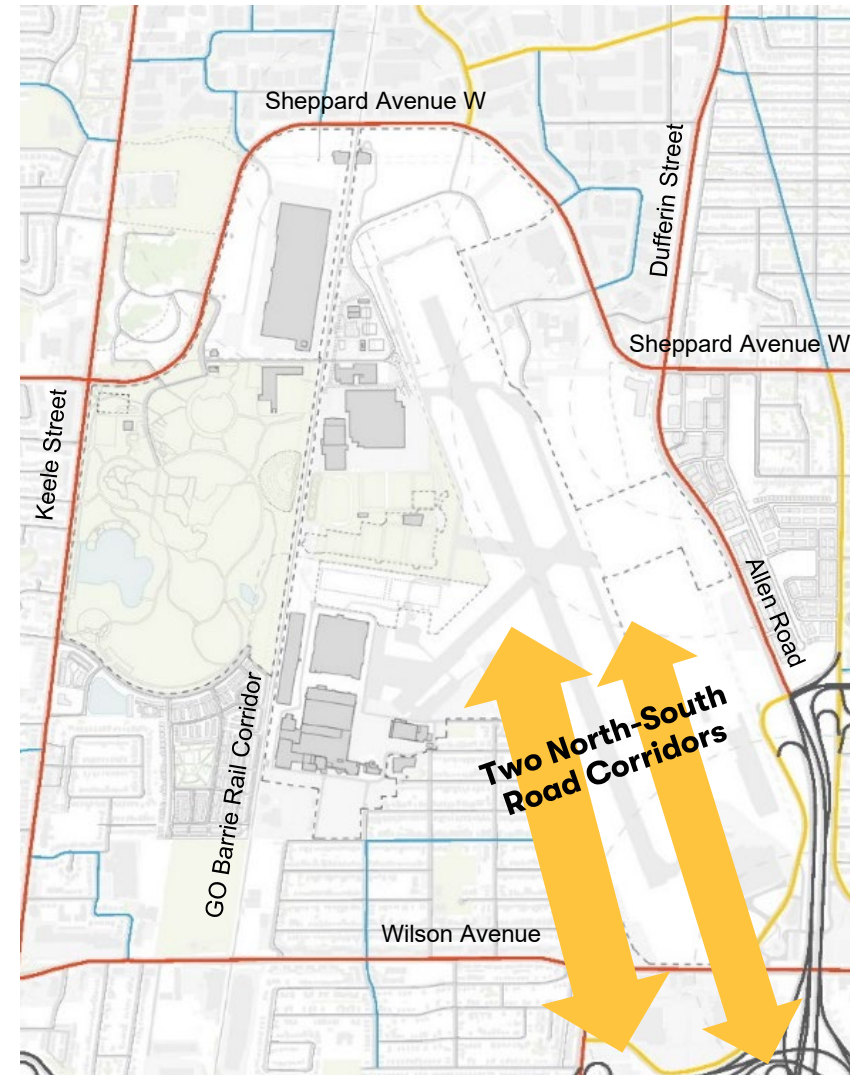 Sheppard Avenue W
Dufferin Street
Sheppard Avenue W
Keele Street
Allen Road
Two North-South
Road Corridors
GO Barrie Rail Corridor
Wilson Avenue